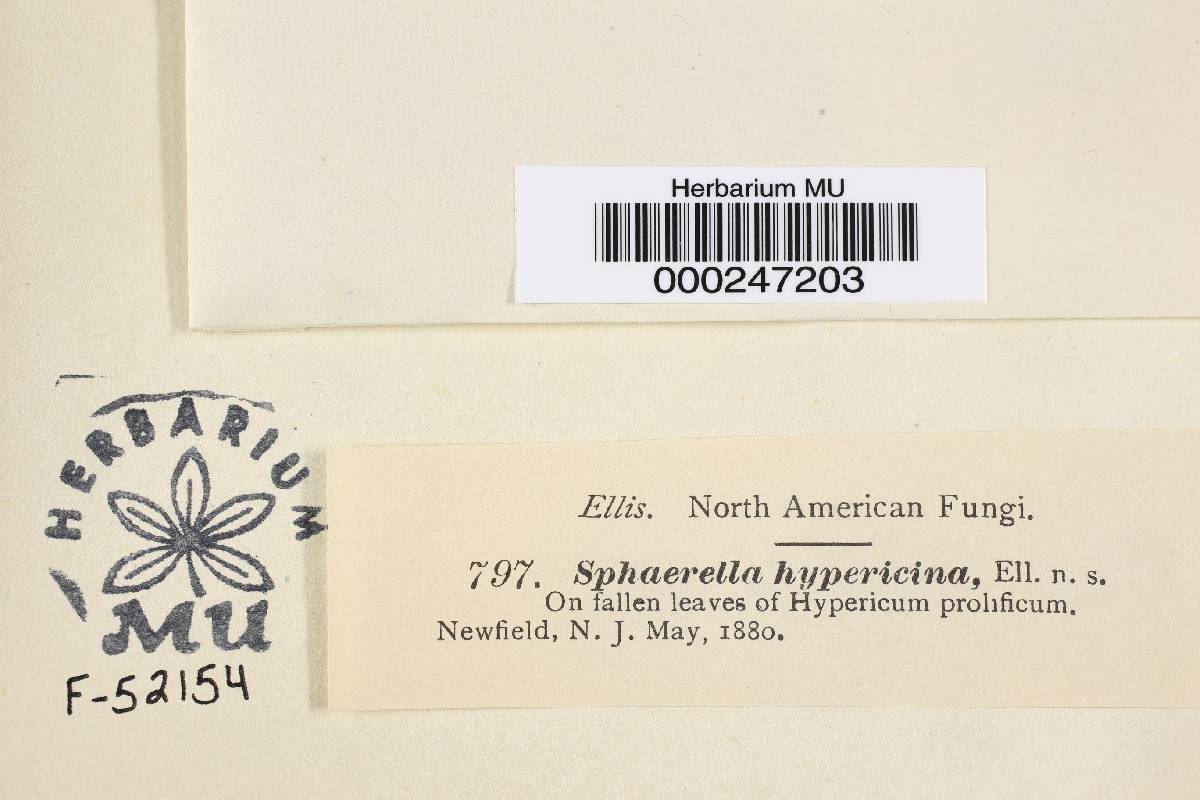 Herbarium MU
000247203
HERBARIUM
MU
F-52154
Ellis. North American Fungi.
797. Sphaerella hypericina, Ell. n. s.
On fallen leaves of Hypericum prolificum.
Newfield, N. J. May, 1880.